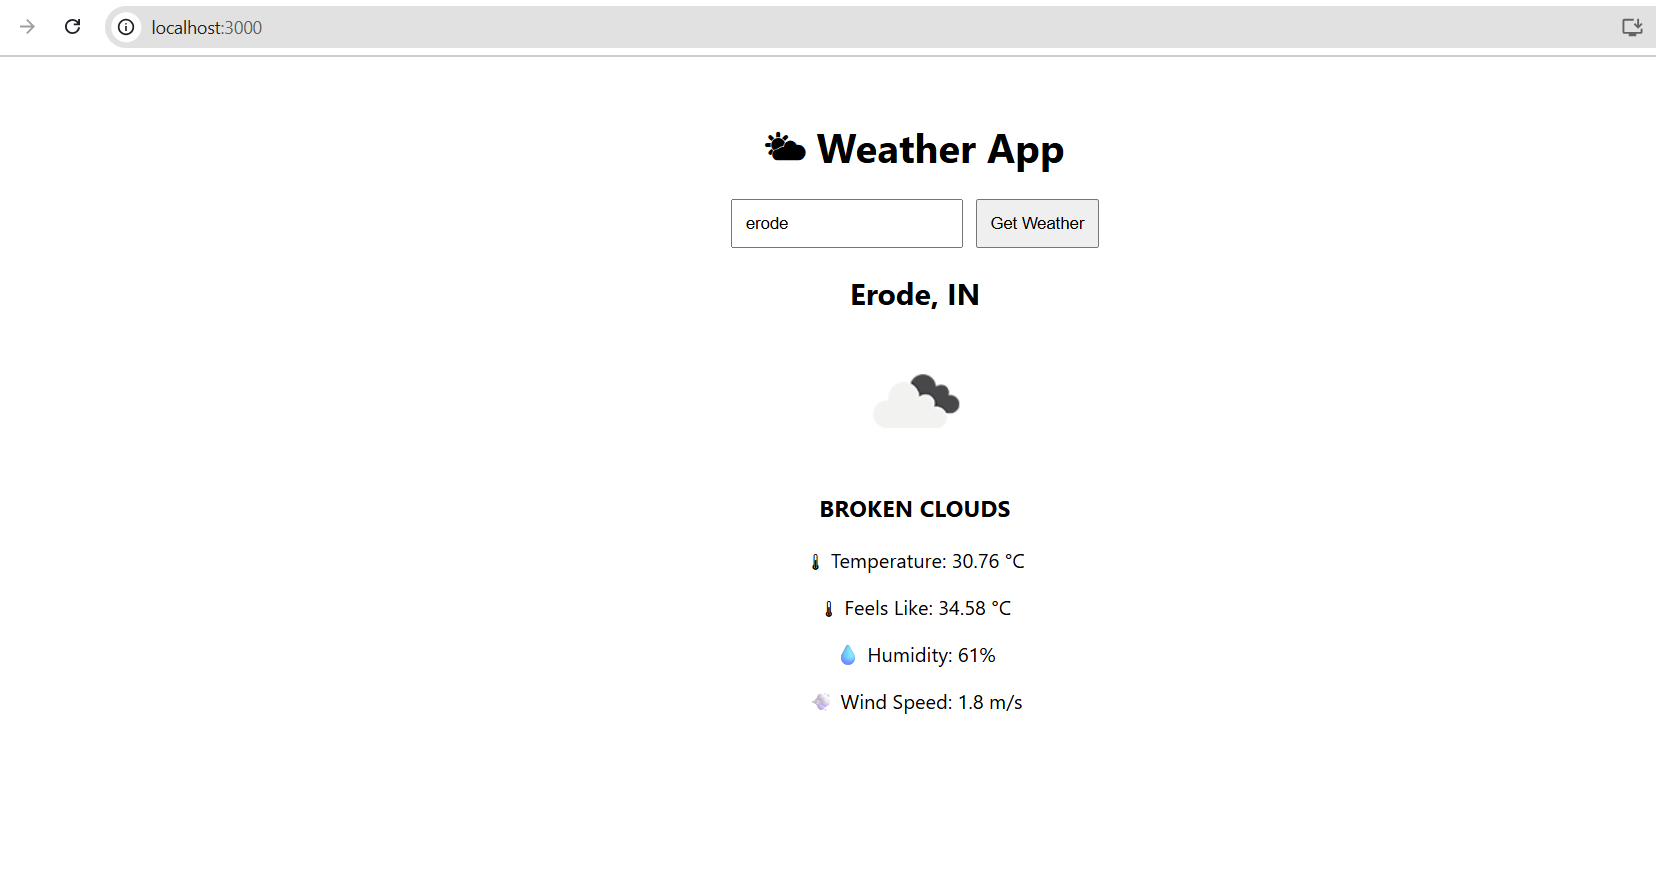 localhost:3000
🌥 Weather App
erode
Get Weather
Erode, IN
BROKEN CLOUDS
🌡 Temperature: 30.76 °C
🌡 Feels Like: 34.58 °C
💧 Humidity: 61%
💨 Wind Speed: 1.8 m/s